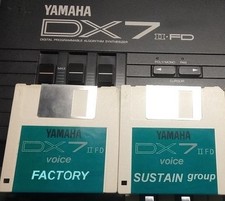 YAMAHA
DX7 II-FD
DIGITAL PROGRAMMABLE ALGORITHM SYNTHESIZER
YAMAHA
DX7 II FD
voice
FACTORY
YAMAHA
DX7 II FD
voice
SUSTAIN group